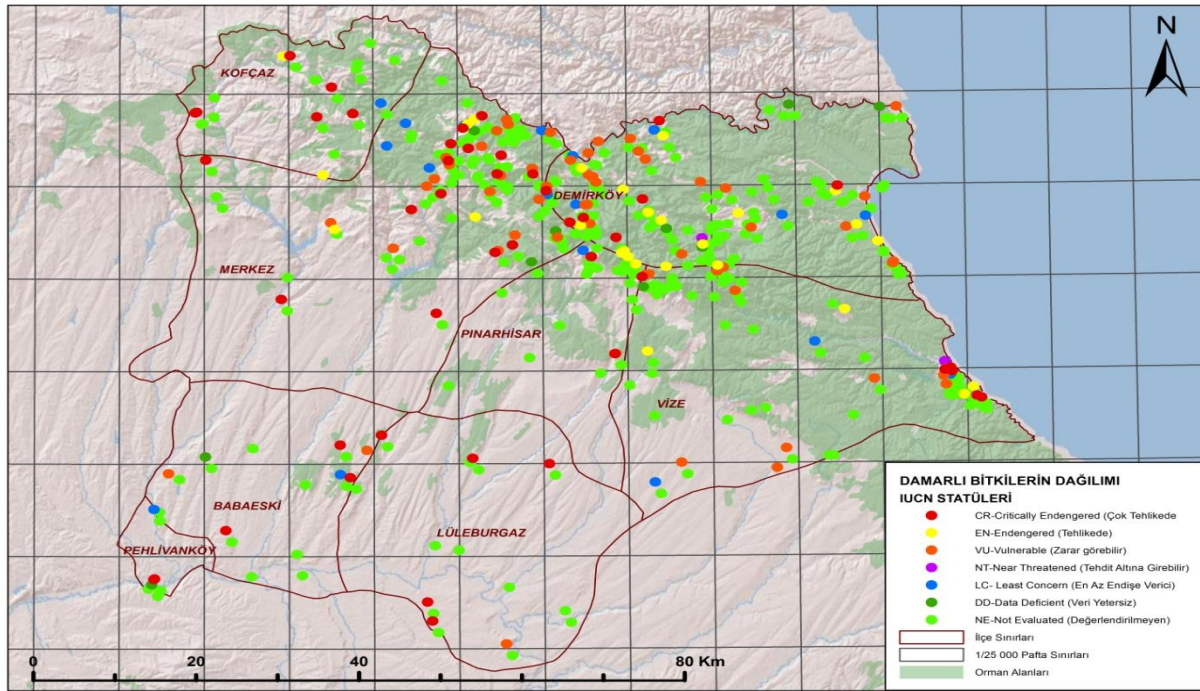 N
KOFÇAZ
DEMİRKÖY
MERKEZ
PINARHİSAR
VİZE
BABAESKİ
LÜLEBURGAZ
PEHLİVANKÖY
DAMARLI BİTKİLERİN DAĞILIMI
IUCN STATÜLERİ
CR-Critically Endangered (Çok Tehlikede
EN-Endangered (Tehlikede)
VU-Vulnerable (Zarar görebilir)
NT-Near Threatened (Tehdit Altına Girebilir)
LC- Least Concern (En Az Endişe Verici)
DD-Data Deficient (Veri Yetersiz)
NE-Not Evaluated (Değerlendirilmeyen)
İlçe Sınırları
1/25 000 Pafta Sınırları
Orman Alanları
0 20 40 80 Km